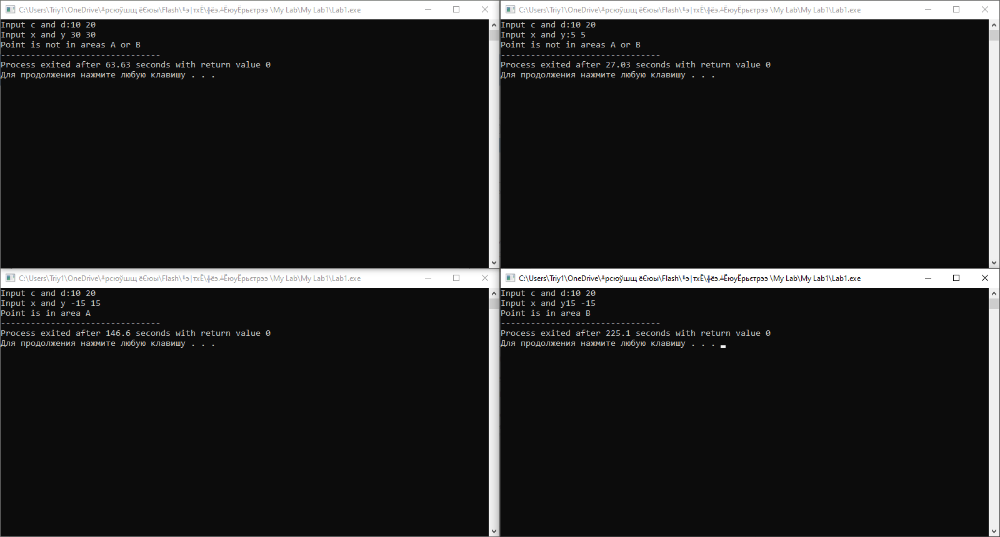 C:\Users\Triy1\OneDrive\╨рсюўшщ ёЄюы\Flash\╙э|тхЁ\╬ёэ.╧ЁюуЁрьєтрээ \My Lab\My Lab1\Lab1.exe
Input c and d:10 20
Input x and y 30 30
Point is not in areas A or B
--------------------------------
Process exited after 63.63 seconds with return value 0
Для продолжения нажмите любую клавишу . . .
C:\Users\Triy1\OneDrive\╨рсюўшщ ёЄюы\Flash\╙э|тхЁ\╬ёэ.╧ЁюуЁрьєтрээ \My Lab\My Lab1\Lab1.exe
Input c and d:10 20
Input x and y:5 5
Point is not in areas A or B
--------------------------------
Process exited after 27.03 seconds with return value 0
Для продолжения нажмите любую клавишу . . .
C:\Users\Triy1\OneDrive\╨рсюўшщ ёЄюы\Flash\╙э|тхЁ\╬ёэ.╧ЁюуЁрьєтрээ \My Lab\My Lab1\Lab1.exe
Input c and d:10 20
Input x and y -15 15
Point is in area A
--------------------------------
Process exited after 146.6 seconds with return value 0
Для продолжения нажмите любую клавишу . . .
C:\Users\Triy1\OneDrive\╨рсюўшщ ёЄюы\Flash\╙э|тхЁ\╬ёэ.╧ЁюуЁрьєтрээ \My Lab\My Lab1\Lab1.exe
Input c and d:10 20
Input x and y15 -15
Point is in area B
--------------------------------
Process exited after 225.1 seconds with return value 0
Для продолжения нажмите любую клавишу . . .